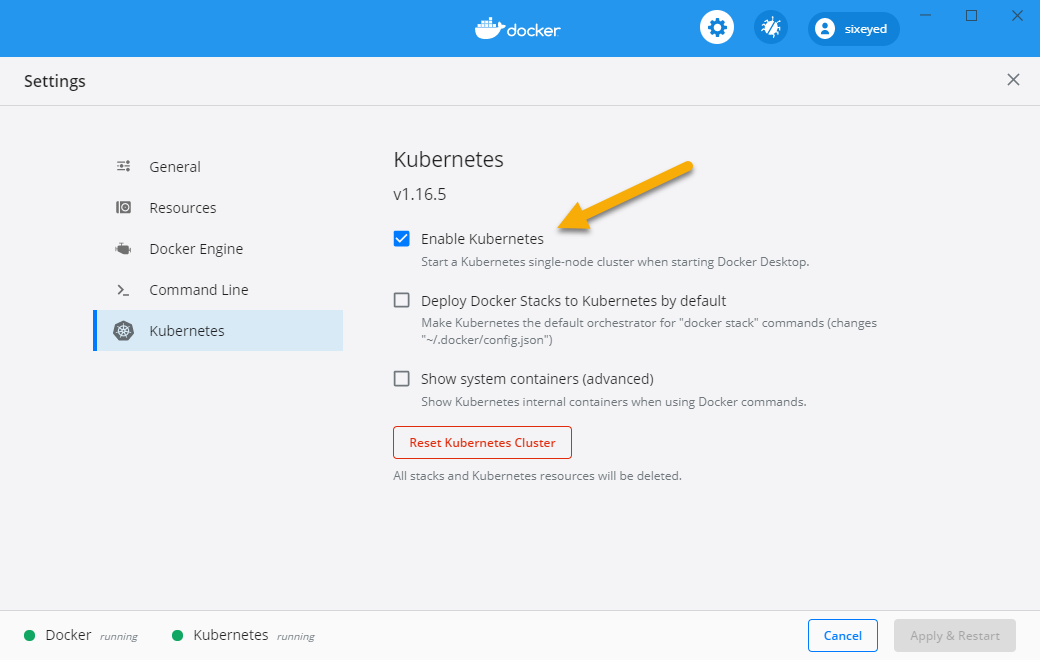 docker
sixeyed
Settings
General
Resources
Docker Engine
Command Line
Kubernetes
Kubernetes
v1.16.5
Enable Kubernetes
Start a Kubernetes single-node cluster when starting Docker Desktop.
Deploy Docker Stacks to Kubernetes by default
Make Kubernetes the default orchestrator for "docker stack" commands (changes
"~/.docker/config.json")
Show system containers (advanced)
Show Kubernetes internal containers when using Docker commands.
Reset Kubernetes Cluster
All stacks and Kubernetes resources will be deleted.
Docker running
Kubernetes running
Cancel
Apply & Restart